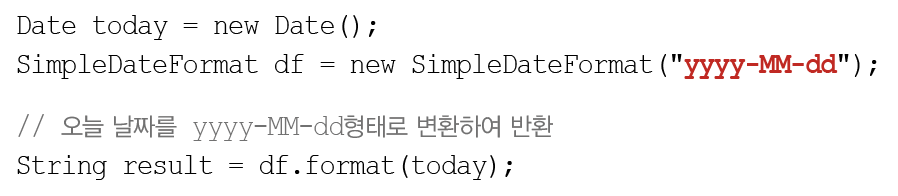 Date today = new Date();
SimpleDateFormat df = new SimpleDateFormat("yyyy-MM-dd");
// 오늘 날짜를 yyyy-MM-dd형태로 변환하여 반환
String result = df.format(today);